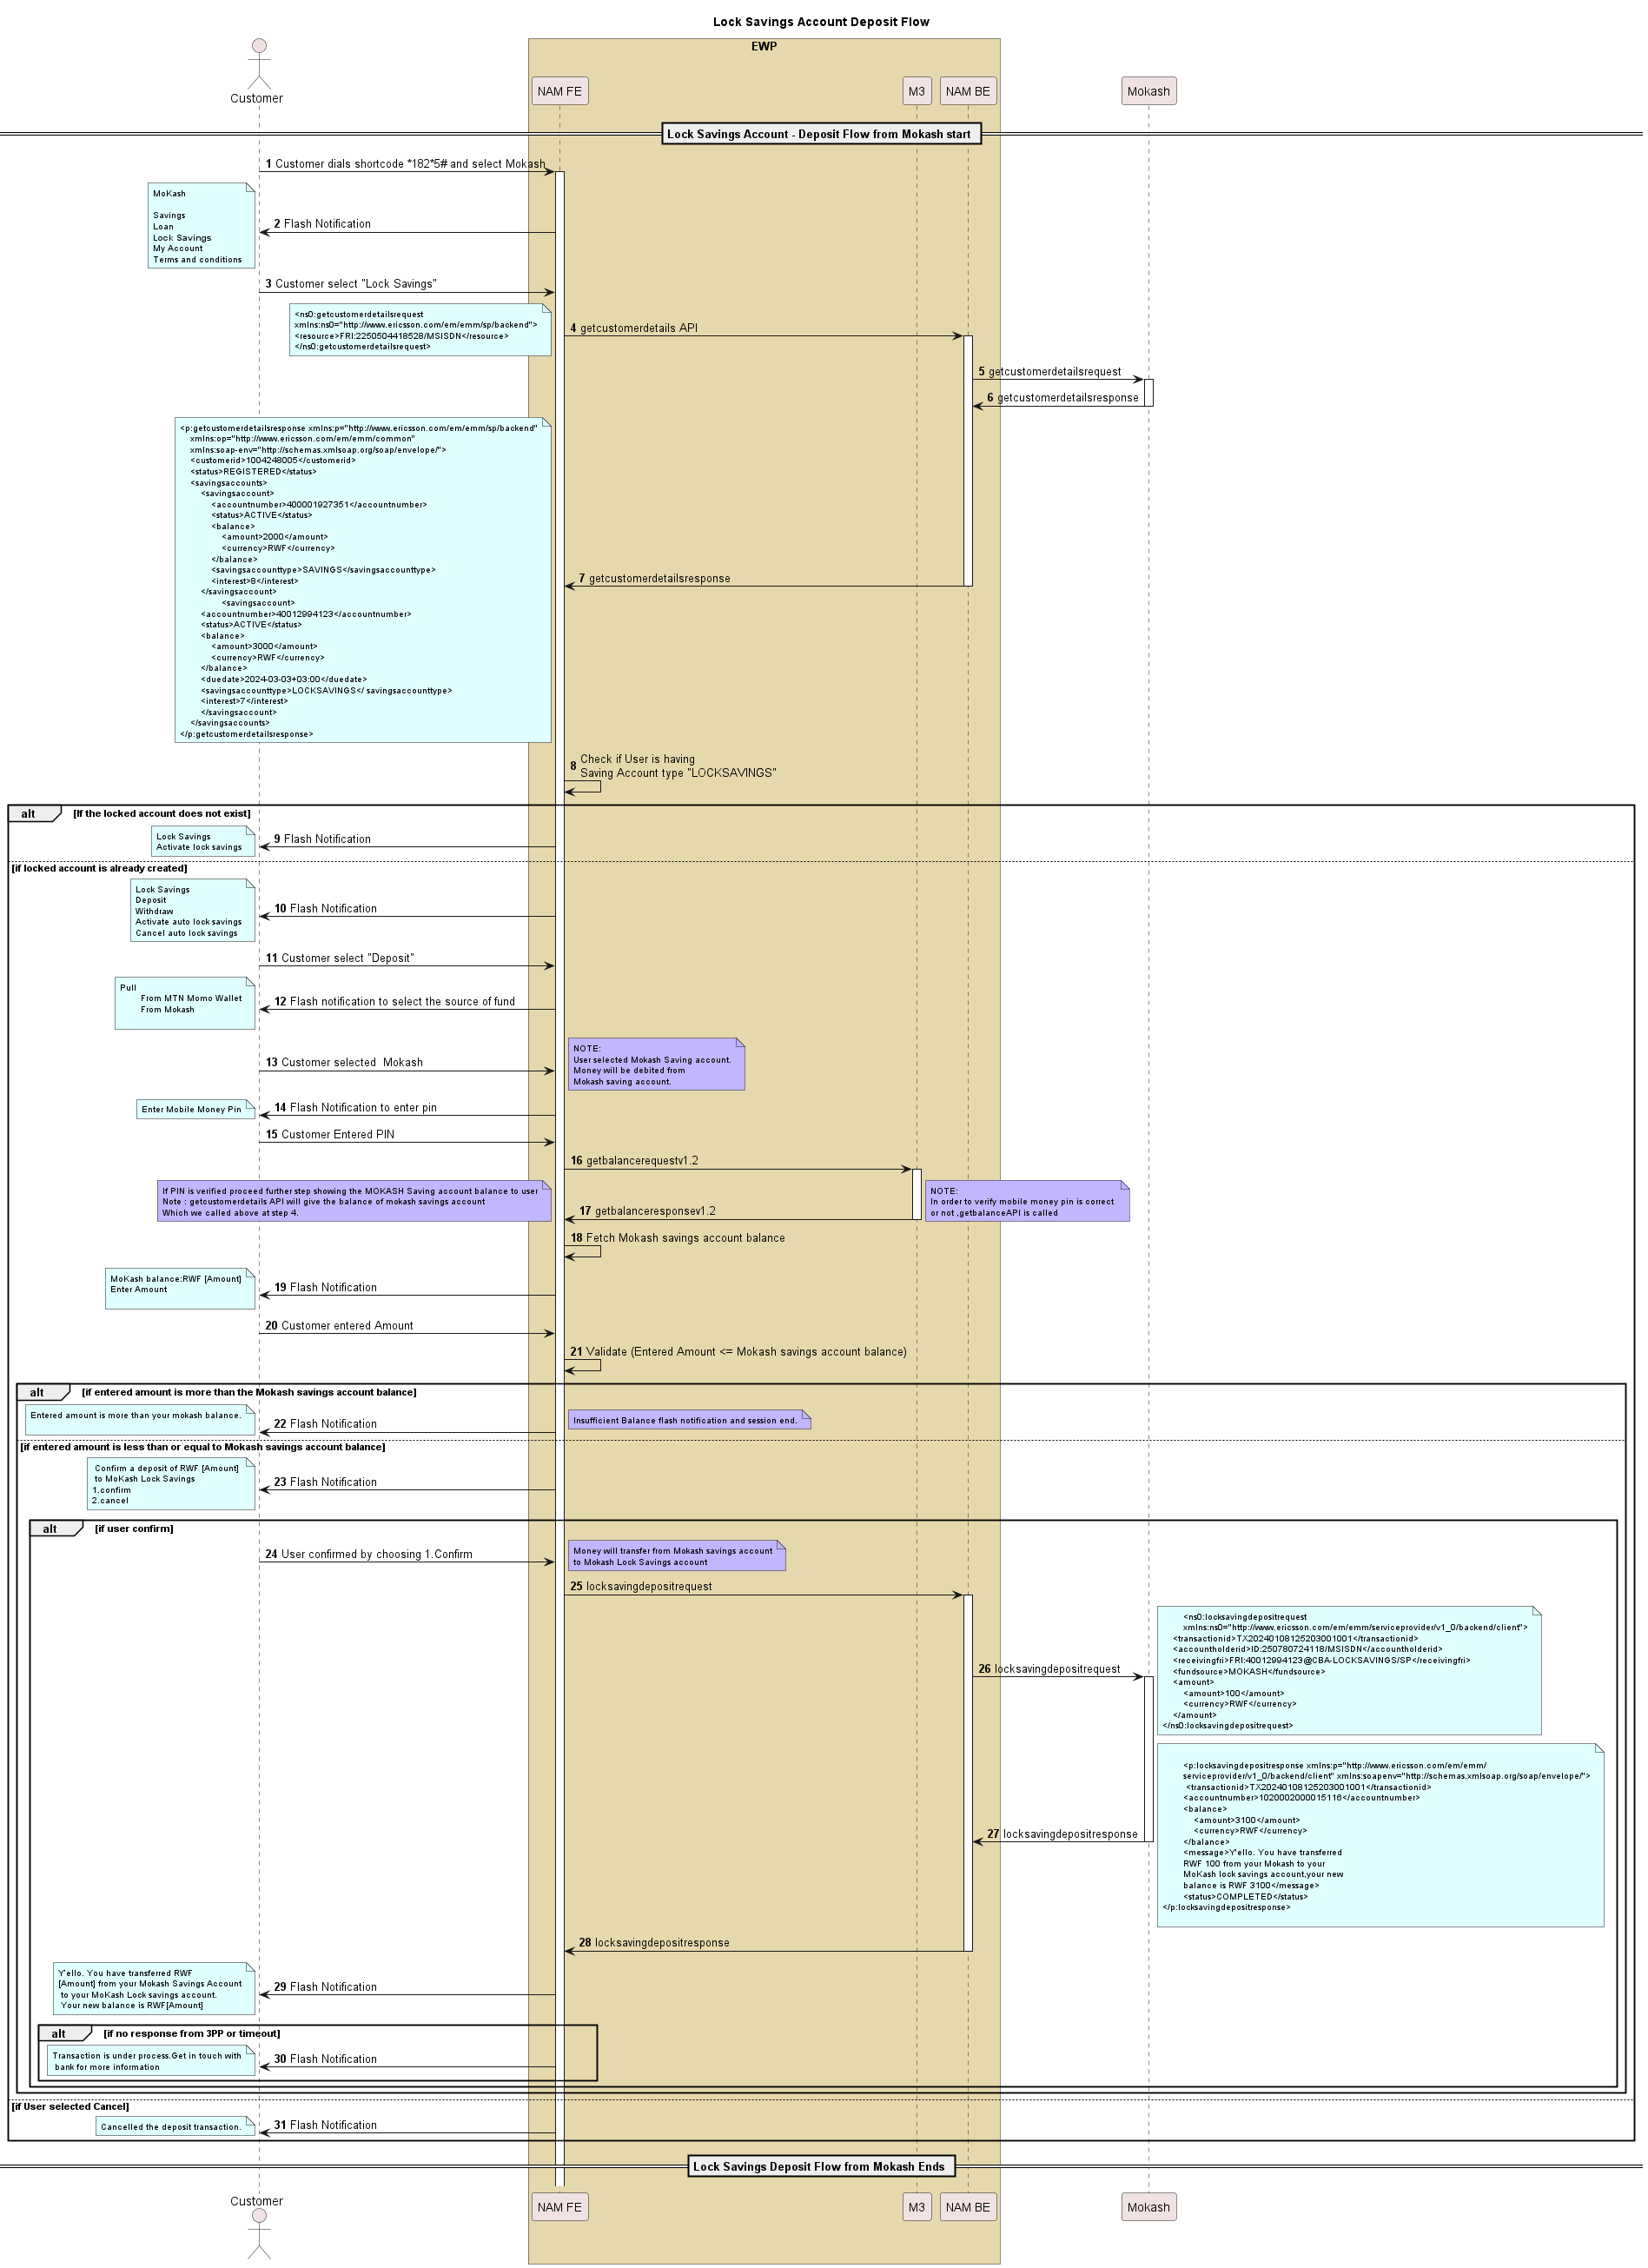 Lock Savings Account Deposit Flow
EWP
Customer
NAM FE
M3
NAM BE
Mokash
Lock Savings Account - Deposit Flow from Mokash start
1 Customer dials shortcode *182*5# and select Mokash
MoKash
Savings
Loan
Lock Savings
My Account
Terms and conditions
2 Flash Notification
3 Customer select "Lock Savings"
<ns0:getcustomerdetailsrequest
xmlns:ns0="http://www.ericsson.com/em/emm/sp/backend">
<resource>FRI:2250504418528/MSISDN</resource>
</ns0:getcustomerdetailsrequest>
4 getcustomerdetails API
5 getcustomerdetailsrequest
6 getcustomerdetailsresponse
<p:getcustomerdetailsresponse xmlns:p="http://www.ericsson.com/em/emm/sp/backend"
xmlns:op="http://www.ericsson.com/em/emm/common"
xmlns:soap-env="http://schemas.xmlsoap.org/soap/envelope/">
<customerid>1004248005</customerid>
<status>REGISTERED</status>
<savingsaccounts>
<savingsaccount>
<accountnumber>400001927351</accountnumber>
<status>ACTIVE</status>
<balance>
<amount>2000</amount>
<currency>RWF</currency>
</balance>
<savingsaccounttype>SAVINGS</savingsaccounttype>
<interest>8</interest>
</savingsaccount>
<savingsaccount>
<accountnumber>40012994123</accountnumber>
<status>ACTIVE</status>
<balance>
<amount>3000</amount>
<currency>RWF</currency>
</balance>
<duedate>2024-03-03+03:00</duedate>
<savingsaccounttype>LOCKSAVINGS</ savingsaccounttype>
<interest>7</interest>
</savingsaccount>
</savingsaccounts>
</p:getcustomerdetailsresponse>
7 getcustomerdetailsresponse
8 Check if User is having
Saving Account type "LOCKSAVINGS"
alt [If the locked account does not exist]
Lock Savings
Activate lock savings
9 Flash Notification
[if locked account is already created]
Lock Savings
Deposit
Withdraw
Activate auto lock savings
Cancel auto lock savings
10 Flash Notification
11 Customer select "Deposit"
Pull
From MTN Momo Wallet
From Mokash
12 Flash notification to select the source of fund
13 Customer selected  Mokash
NOTE:
User selected Mokash Saving account.
Money will be debited from
Mokash saving account.
Enter Mobile Money Pin
14 Flash Notification to enter pin
15 Customer Entered PIN
16 getbalancerequestv1.2
If PIN is verified proceed further step showing the MOKASH Saving account balance to user
Note : getcustomerdetails API will give the balance of mokash savings account
Which we called above at step 4.
17 getbalanceresponsev1.2
NOTE:
In order to verify mobile money pin is correct
or not ,getbalanceAPI is called
18 Fetch Mokash savings account balance
MoKash balance:RWF [Amount]
Enter Amount
19 Flash Notification
20 Customer entered Amount
21 Validate (Entered Amount <= Mokash savings account balance)
alt [if entered amount is more than the Mokash savings account balance]
Entered amount is more than your mokash balance.
22 Flash Notification
Insufficient Balance flash notification and session end.
[if entered amount is less than or equal to Mokash savings account balance]
Confirm a deposit of RWF [Amount]
to MoKash Lock Savings
1.confirm
2.cancel
23 Flash Notification
alt [if user confirm]
24 User confirmed by choosing 1.Confirm
Money will transfer from Mokash savings account
to Mokash Lock Savings account
25 locksavingdepositrequest
26 locksavingdepositrequest
<ns0:locksavingdepositrequest
xmlns:ns0="http://www.ericsson.com/em/emm/serviceprovider/v1_0/backend/client">
<transactionid>TX20240108125203001001</transactionid>
<accountholderid>ID:250780724118/MSISDN</accountholderid>
<receivingfri>FRI:40012994123@CBA-LOCKSAVINGS/SP</receivingfri>
<fundsource>MOKASH</fundsource>
<amount>
<amount>100</amount>
<currency>RWF</currency>
</amount>
</ns0:locksavingdepositrequest>
27 locksavingdepositresponse
<p:locksavingdepositresponse xmlns:p="http://www.ericsson.com/em/emm/
serviceprovider/v1_0/backend/client" xmlns:soapenv="http://schemas.xmlsoap.org/soap/envelope/">
<transactionid>TX20240108125203001001</transactionid>
<accountnumber>1020002000015116</accountnumber>
<balance>
<amount>3100</amount>
<currency>RWF</currency>
</balance>
<message>Y'ello. You have transferred
RWF 100 from your Mokash to your
MoKash lock savings account,your new
balance is RWF 3100</message>
<status>COMPLETED</status>
</p:locksavingdepositresponse>
28 locksavingdepositresponse
Y'ello. You have transferred RWF
[Amount] from your Mokash Savings Account
to your MoKash Lock savings account.
Your new balance is RWF[Amount]
29 Flash Notification
alt [if no response from 3PP or timeout]
Transaction is under process.Get in touch with
bank for more information
30 Flash Notification
[if User selected Cancel]
Cancelled the deposit transaction.
31 Flash Notification
Lock Savings Deposit Flow from Mokash Ends
Customer
NAM FE
M3
NAM BE
Mokash